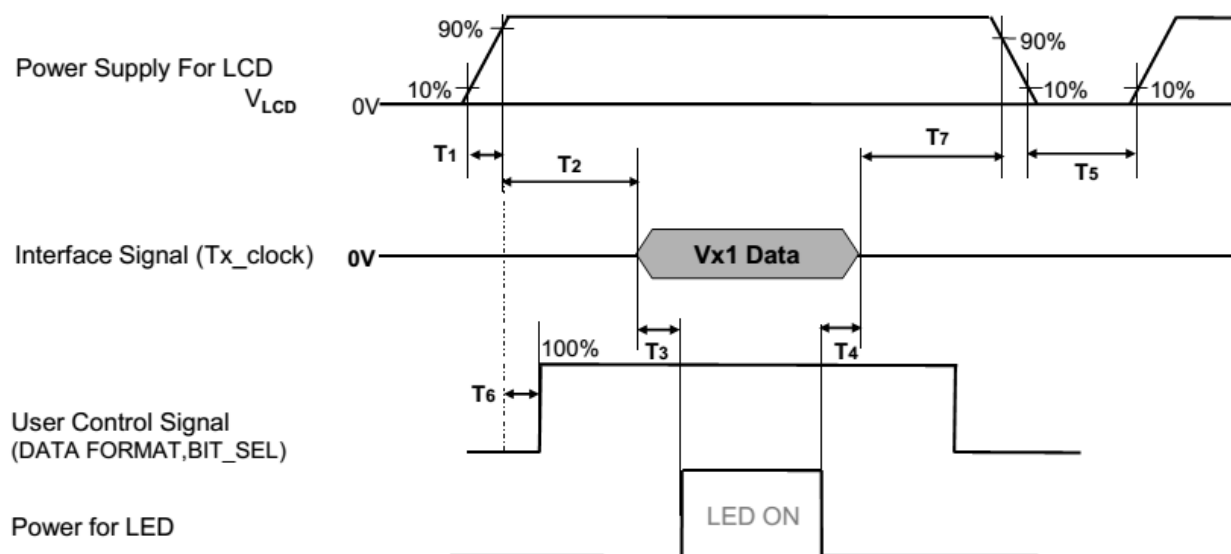 90%
90%
Power Supply For LCD
10%
10%
10%
VLCD
0V
T1
T2
T7
T5
Interface Signal (Tx_clock)
0V
Vx1 Data
100%
T3
T4
T6
User Control Signal
(DATA FORMAT,BIT_SEL)
Power for LED
LED ON